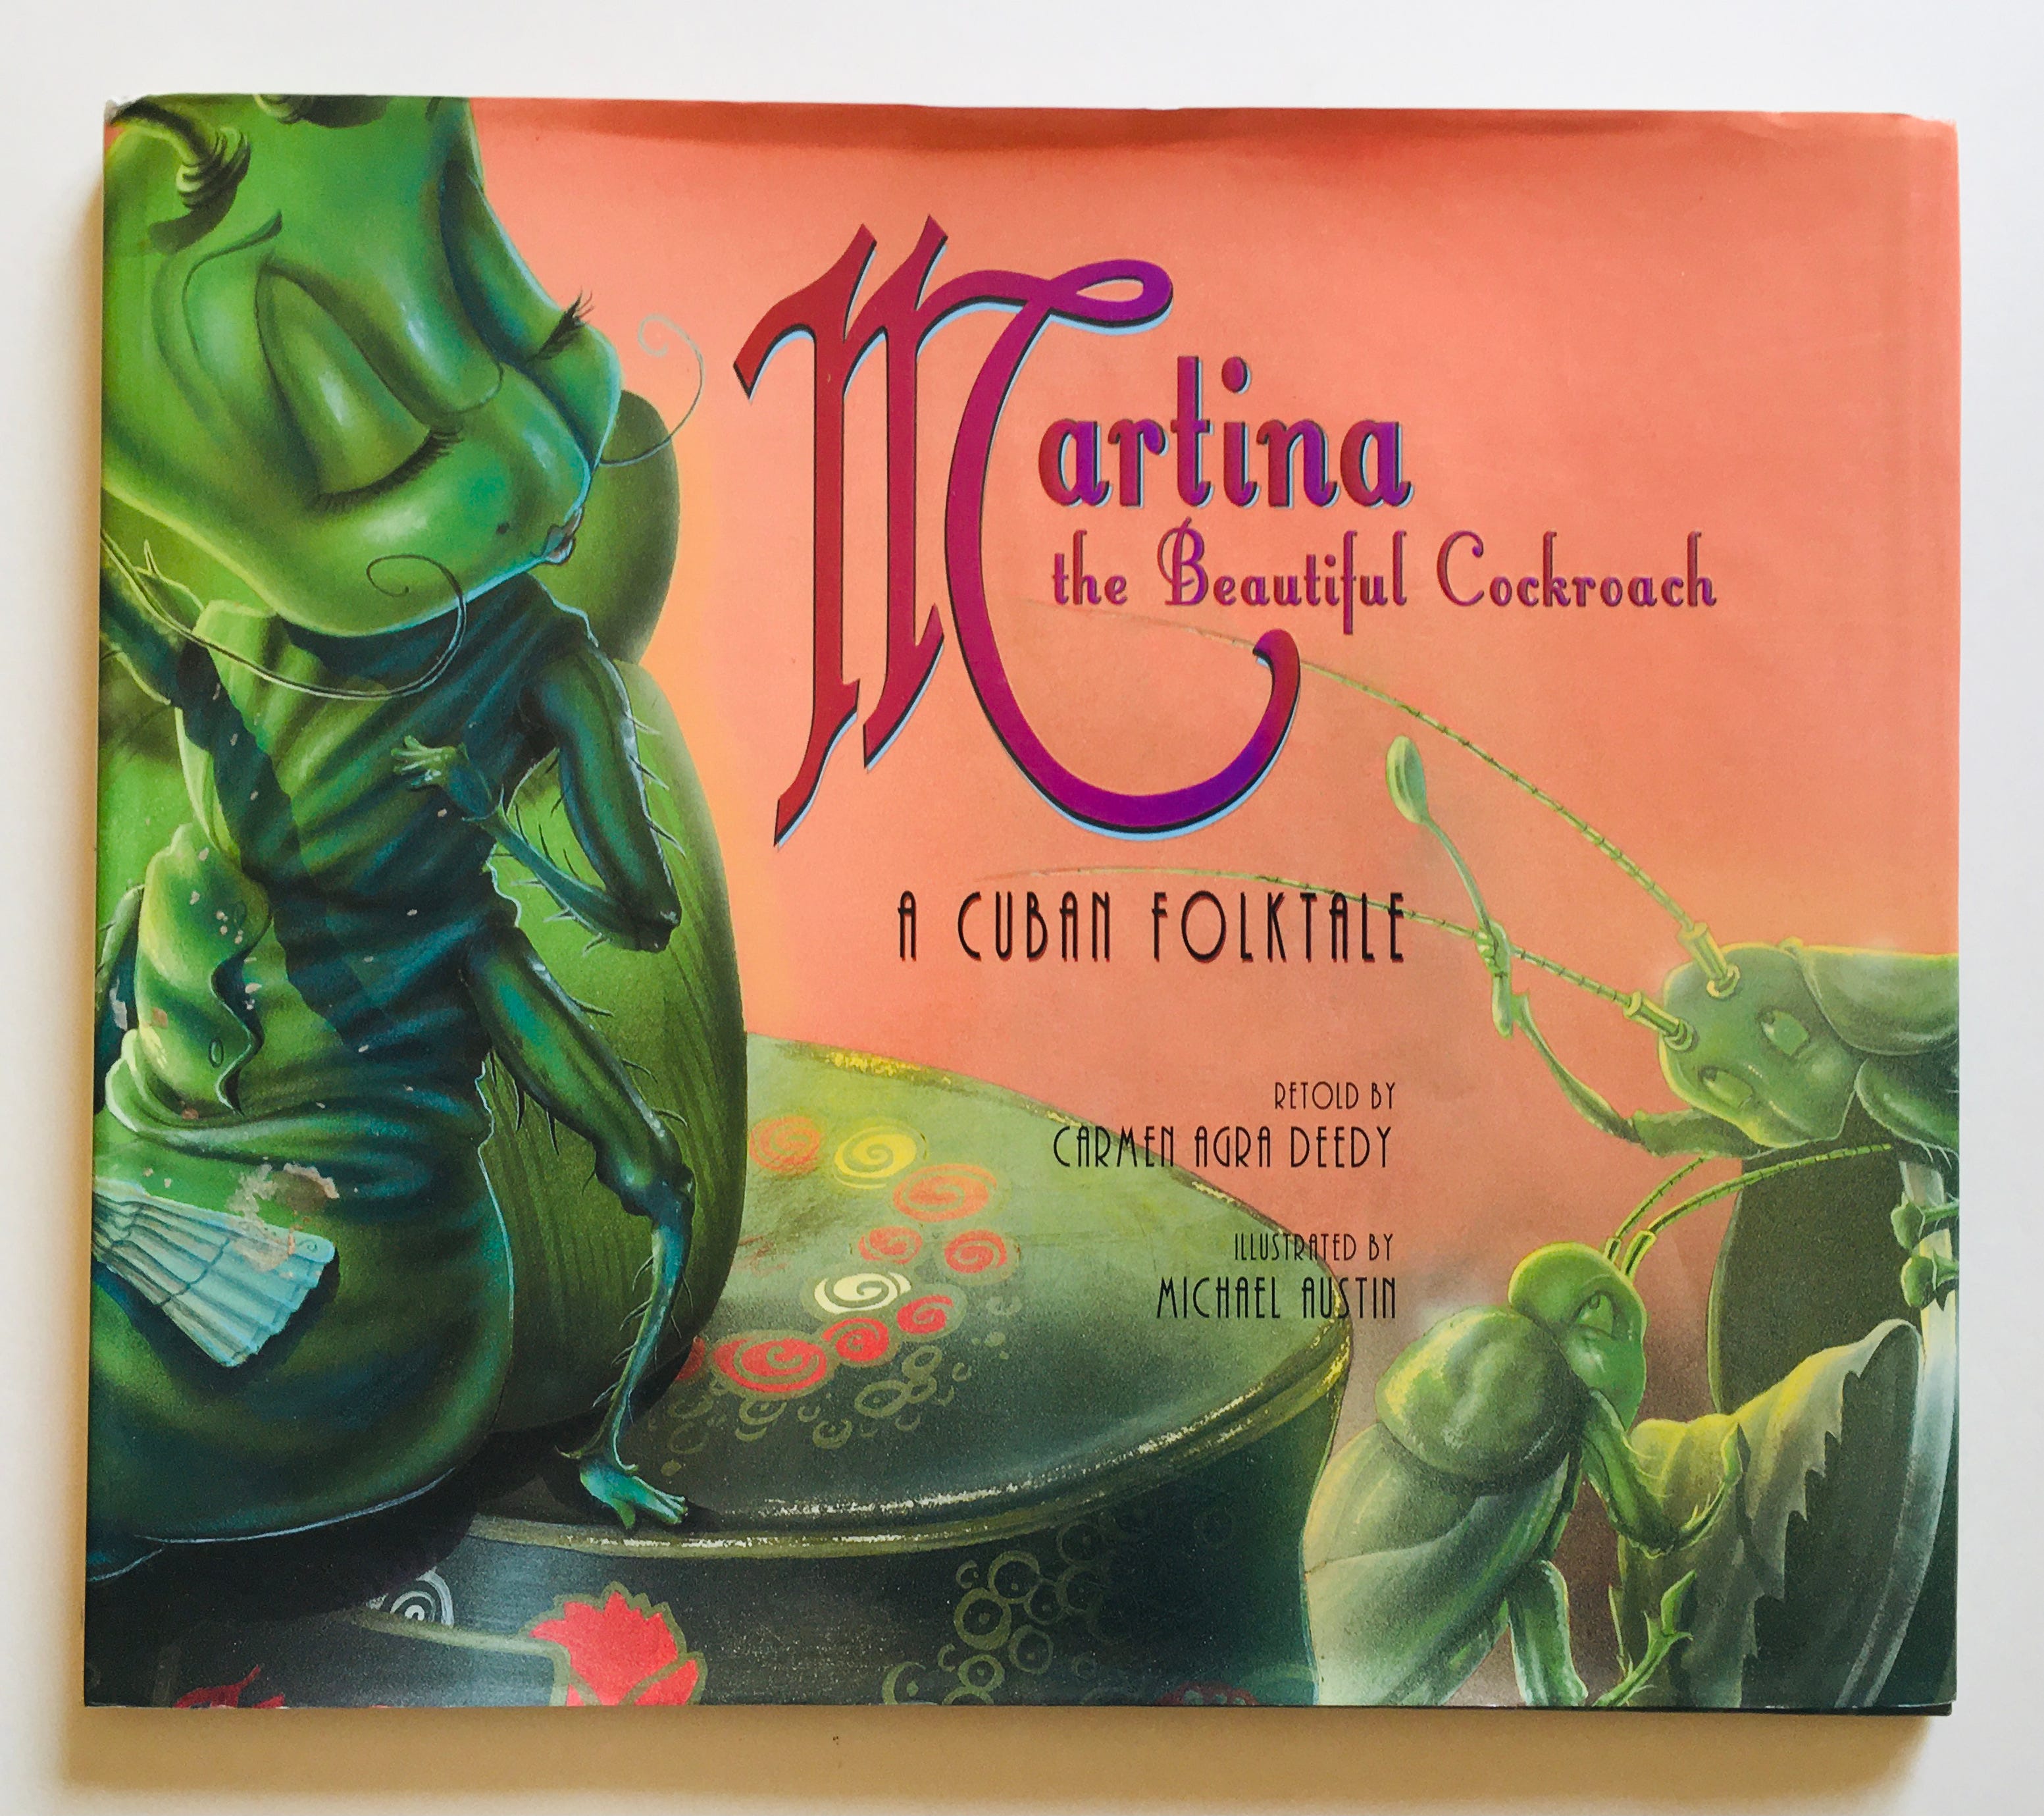 Martina
the Beautiful Cockroach
A CUBAN FOLKTALE
RETOLD BY
CARMEN AGRA DEEDY
ILLUSTRATED BY
MICHAEL AUSTIN